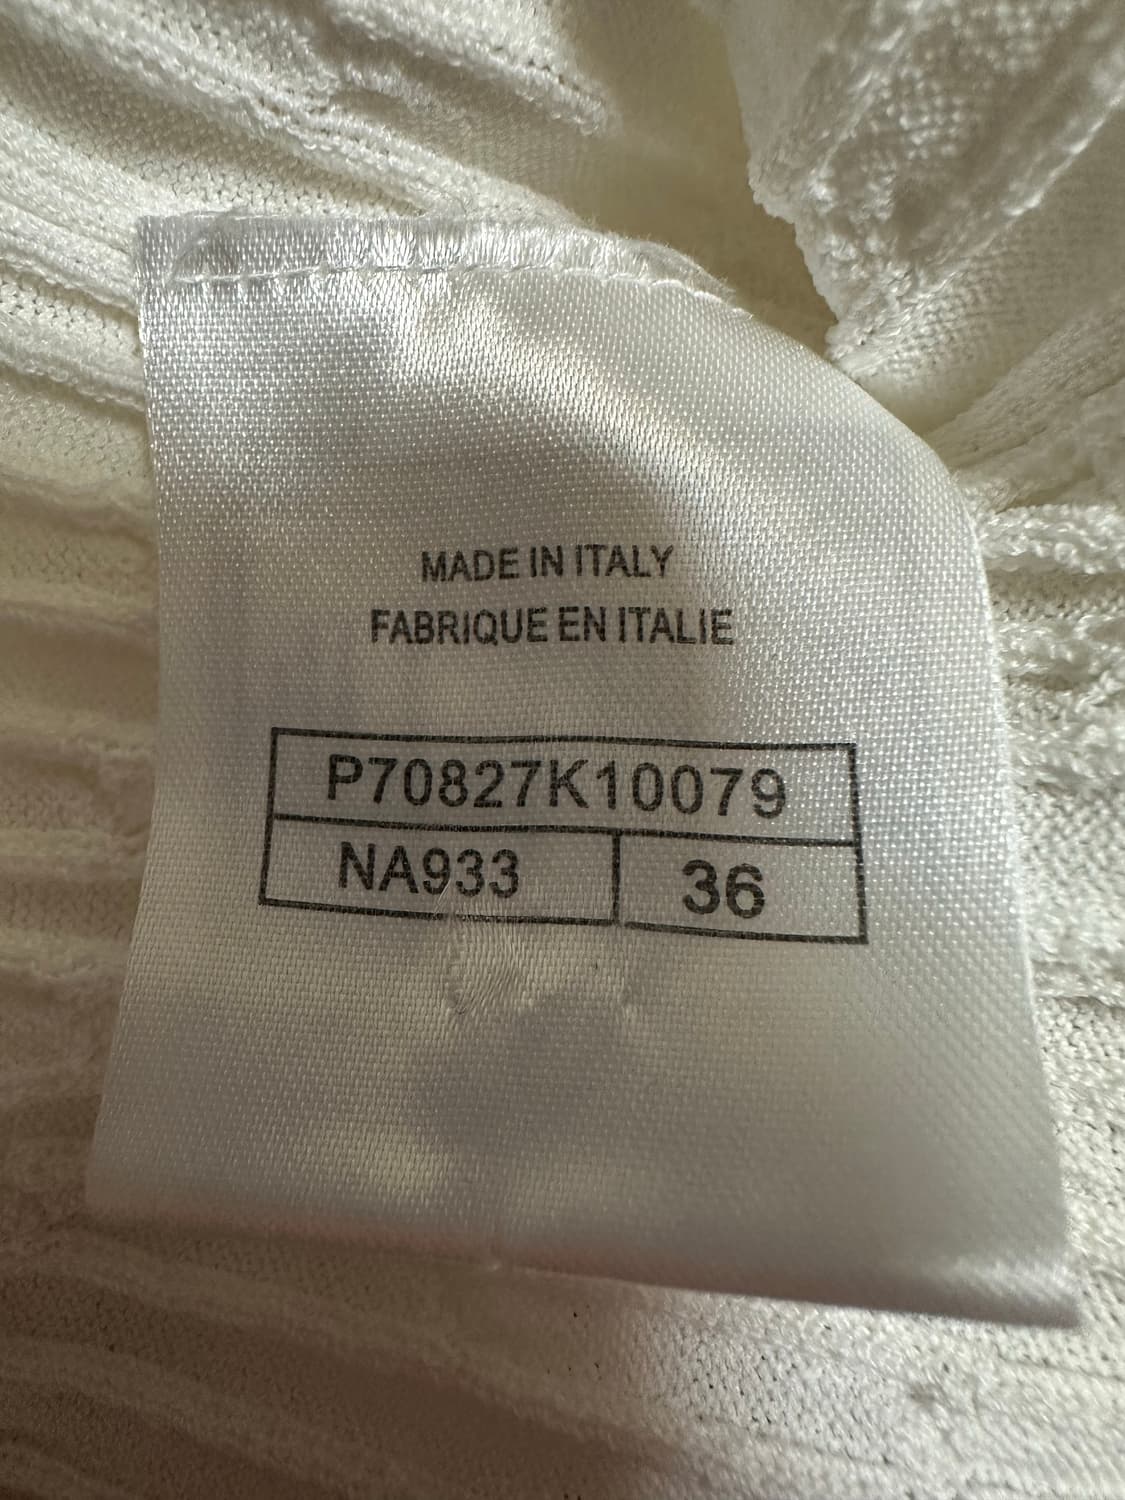 MADE IN ITALY
FABRIQUE EN ITALIE
P70827K10079
NA933 36